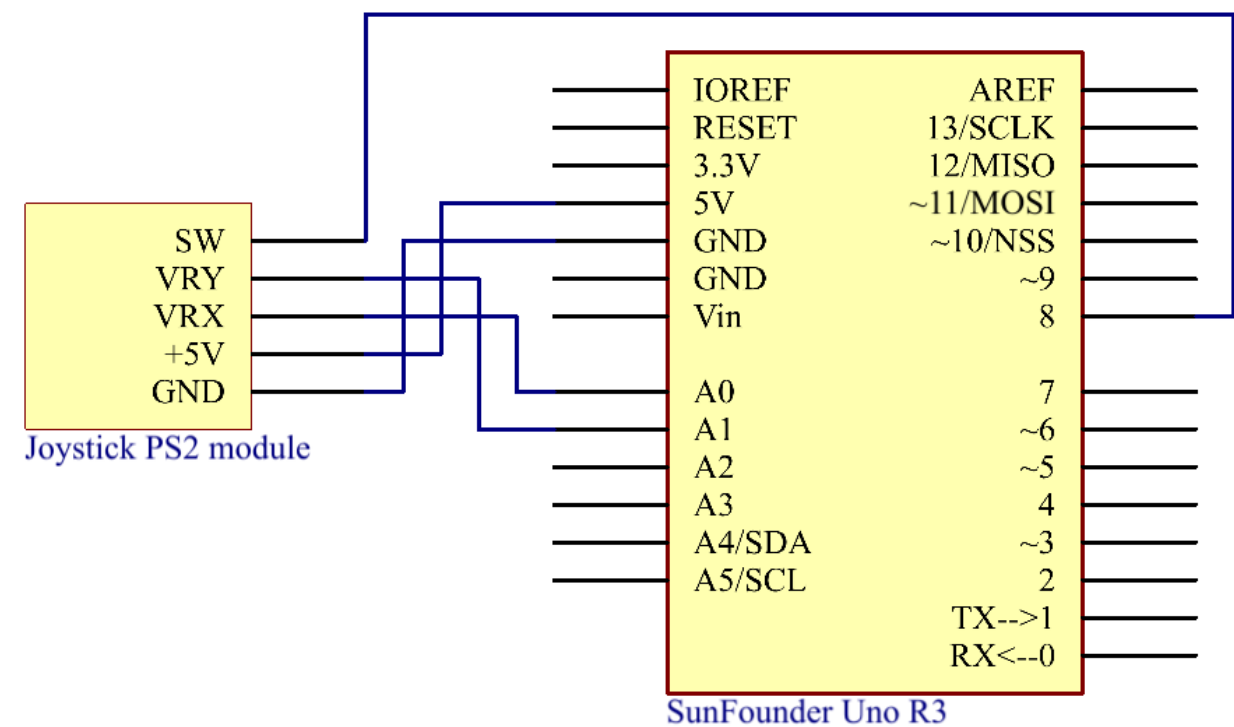 SW
VRY
VRX
+5V
GND
Joystick PS2 module
IOREF
RESET
3.3V
5V
GND
GND
Vin
A0
A1
A2
A3
A4/SDA
A5/SCL
AREF
13/SCLK
12/MISO
~11/MOSI
~10/NSS
~9
8
7
~6
~5
4
~3
2
TX-->1
RX<--0
SunFounder Uno R3